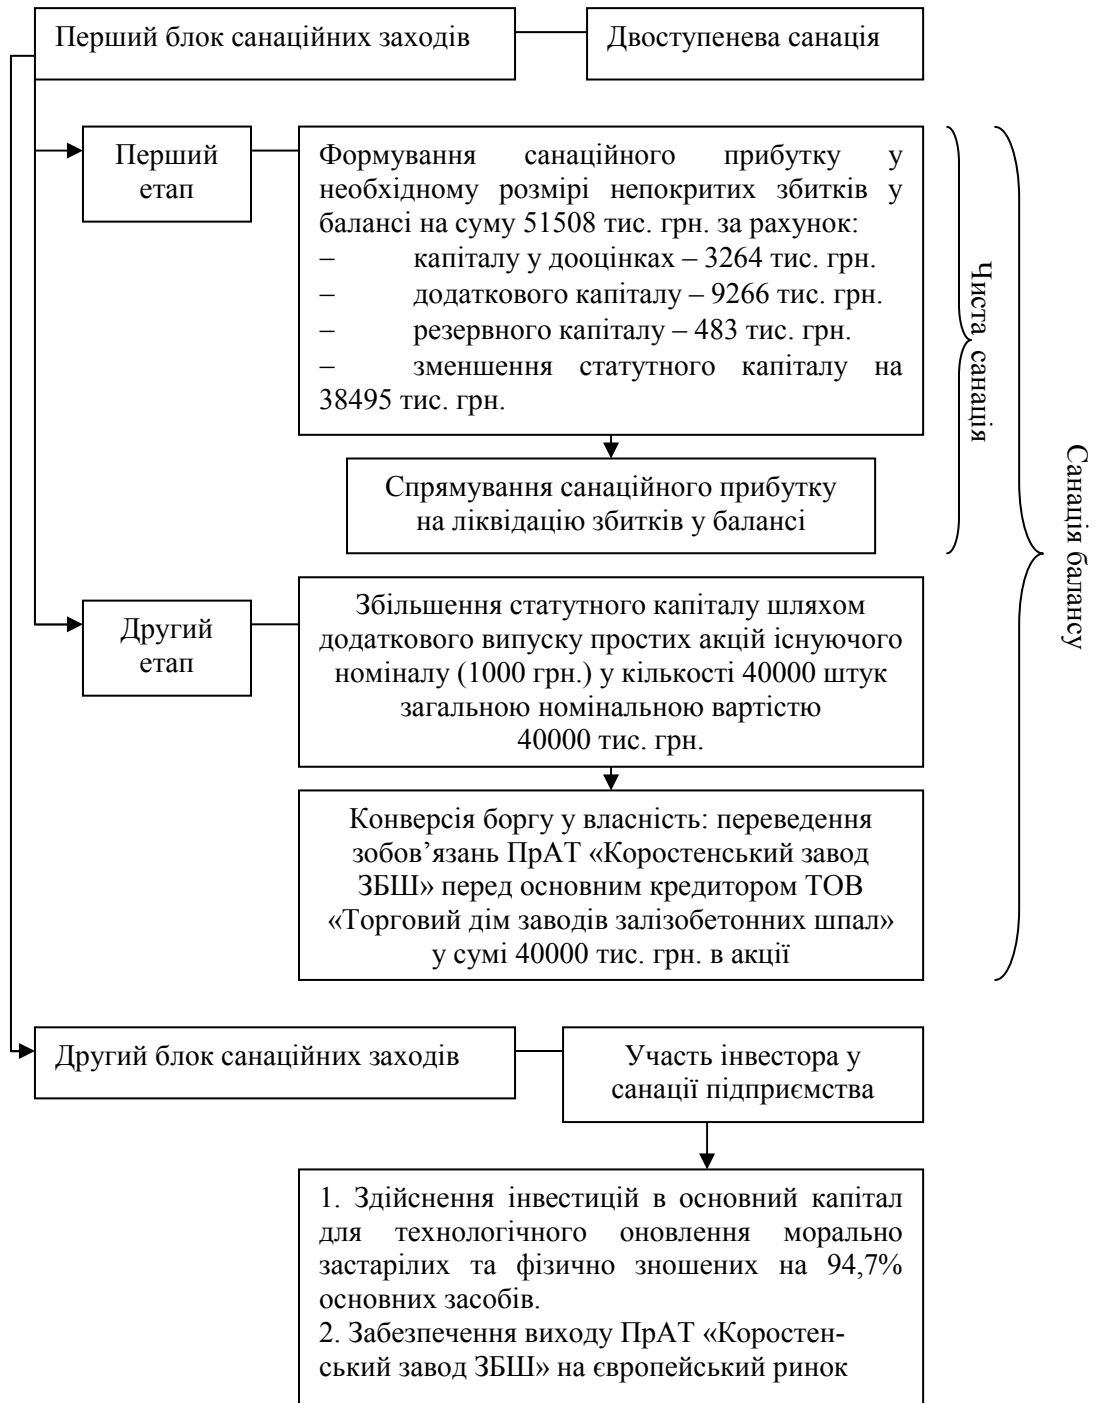 Перший блок санаційних заходів
Двоступенева санація
Перший
етап
Формування санаційного прибутку у
необхідному розмірі непокритих збитків у
балансі на суму 51508 тис. грн. за рахунок:
– капіталу у дооцінках – 3264 тис. грн.
– додаткового капіталу – 9266 тис. грн.
– резервного капіталу – 483 тис. грн.
– зменшення статутного капіталу на
38495 тис. грн.
Спрямування санаційного прибутку
на ліквідацію збитків у балансі
Чиста санація
Санація балансу
Другий
етап
Збільшення статутного капіталу шляхом
додаткового випуску простих акцій існуючого
номіналу (1000 грн.) у кількості 40000 штук
загальною номінальною вартістю
40000 тис. грн.
Конверсія боргу у власність: переведення
зобов’язань ПрАТ «Коростенський завод
ЗБШ» перед основним кредитором ТОВ
«Торговий дім заводів залізобетонних шпал»
у сумі 40000 тис. грн. в акції
Другий блок санаційних заходів
Участь інвестора у
санації підприємства
1. Здійснення інвестицій в основний капітал
для технологічного оновлення морально
застарілих та фізично зношених на 94,7%
основних засобів.
2. Забезпечення виходу ПрАТ «Коростен-
ський завод ЗБШ» на європейський ринок